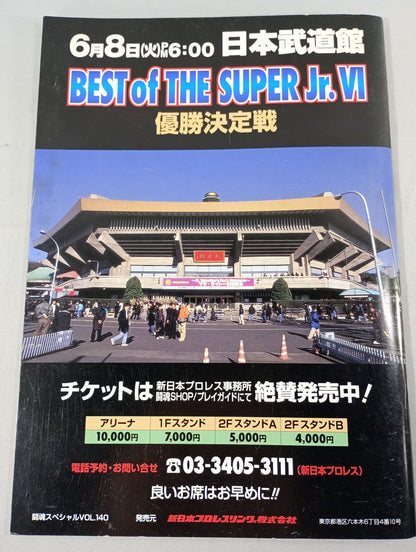 6月8日(火)PM6:00 日本武道館
BEST of THE SUPER Jr. VI
優勝決定戦
チケットは 新日本プロレス事務所 闘魂SHOP/プレイガイドにて 絶賛発売中!
アリーナ 1Fスタンド 2FスタンドA 2FスタンドB
10,000円 7,000円 5,000円 4,000円
電話予約・お問い合せ ☎03-3405-3111(新日本プロレス)
良いお席はお早めに!!
闘魂スペシャルVOL.140 発売元 新日本プロレスリング株式会社 東京都港区六本木6丁目4番10号